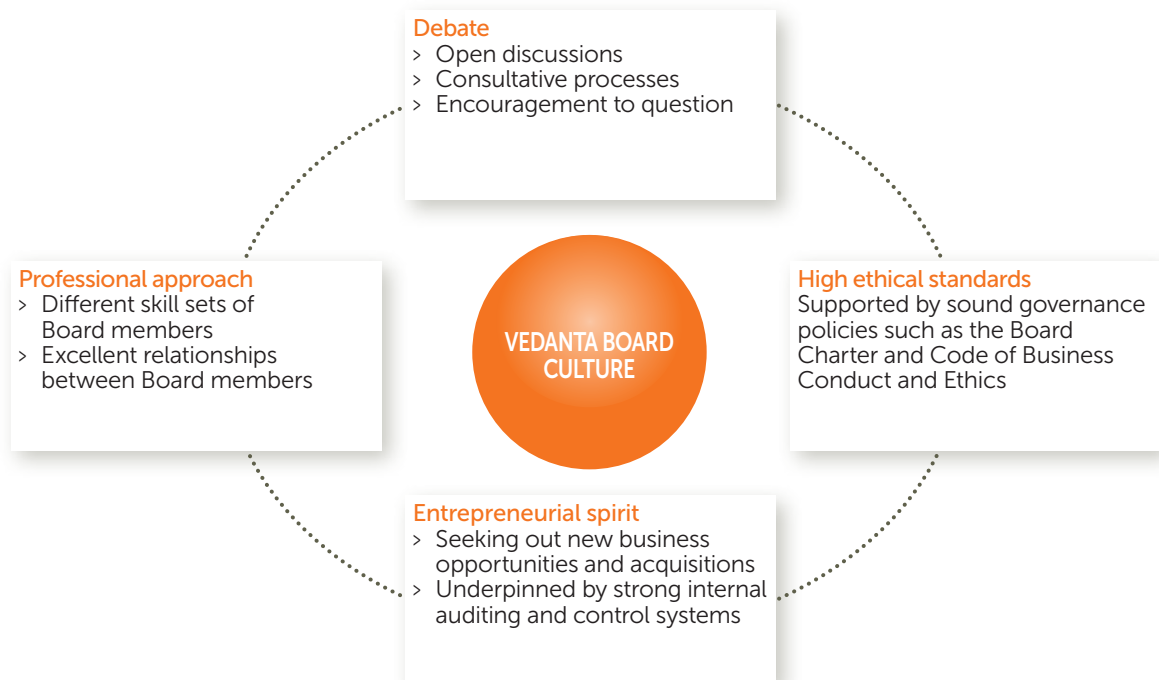 Debate
> Open discussions
> Consultative processes
> Encouragement to question
Professional approach
> Different skill sets of
Board members
> Excellent relationships
between Board members
VEDANTA BOARD
CULTURE
High ethical standards
Supported by sound governance
policies such as the Board
Charter and Code of Business
Conduct and Ethics
Entrepreneurial spirit
> Seeking out new business
opportunities and acquisitions
> Underpinned by strong internal
auditing and control systems